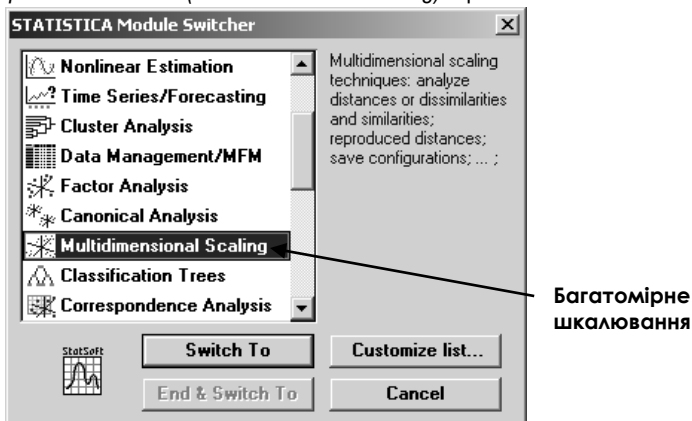 STATISTICA Module Switcher
Nonlinear Estimation
Time Series/Forecasting
Cluster Analysis
Data Management/MFM
Factor Analysis
Canonical Analysis
Multidimensional Scaling
Classification Trees
Correspondence Analysis
Multidimensional scaling
techniques: analyze
distances or dissimilarities
and similarities;
reproduced distances;
save configurations; ... ;
Багатомірне
шкалювання
StatSoft
Switch To
Customize list...
End & Switch To
Cancel